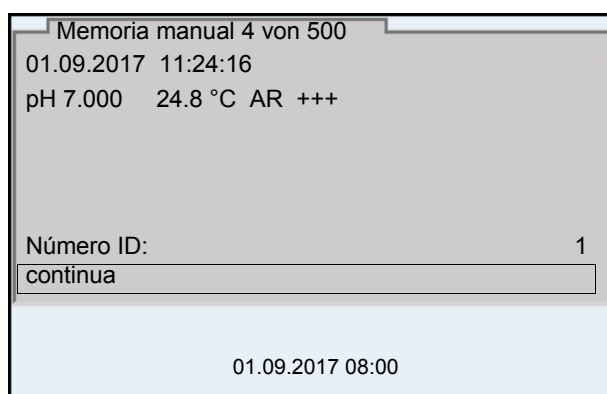 Memoria manual 4 von 500
01.09.2017 11:24:16
pH 7.000 24.8 °C AR +++
Número ID: 1
continua
01.09.2017 08:00